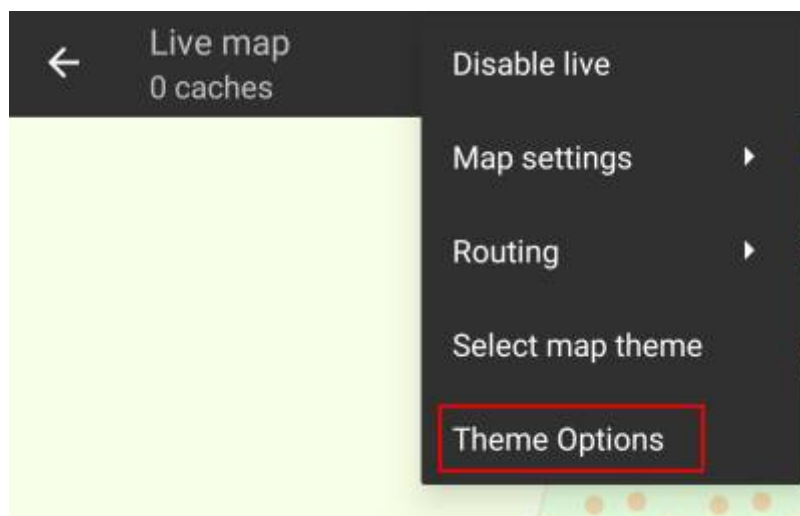 Live map
0 caches
Disable live
Map settings
Routing
Select map theme
Theme Options